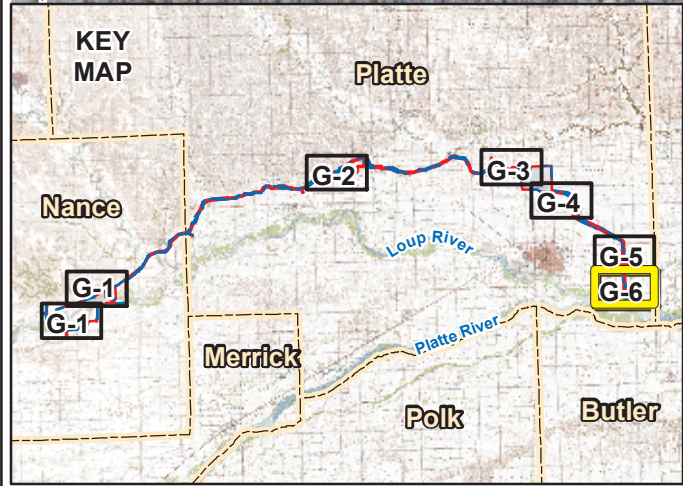 KEY
MAP
Platte
G-2
G-3
G-4
Nance
Loup River
G-5
G-1
G-6
G-1
Platte River
Merrick
Polk
Butler